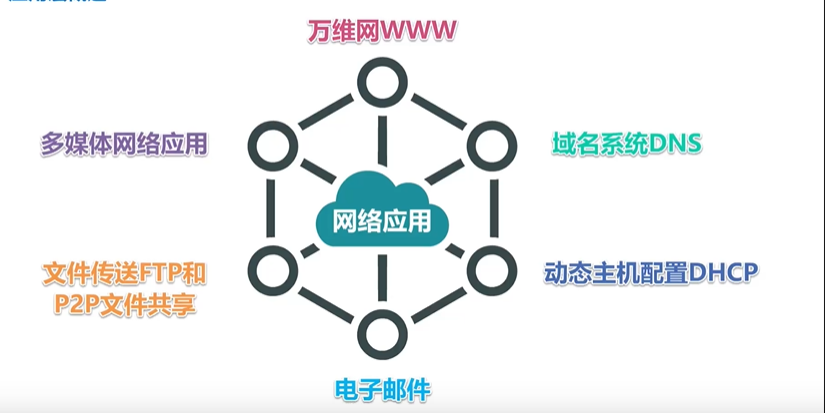 万维网WWW
多媒体网络应用
域名系统DNS
网络应用
文件传送FTP和
P2P文件共享
动态主机配置DHCP
电子邮件